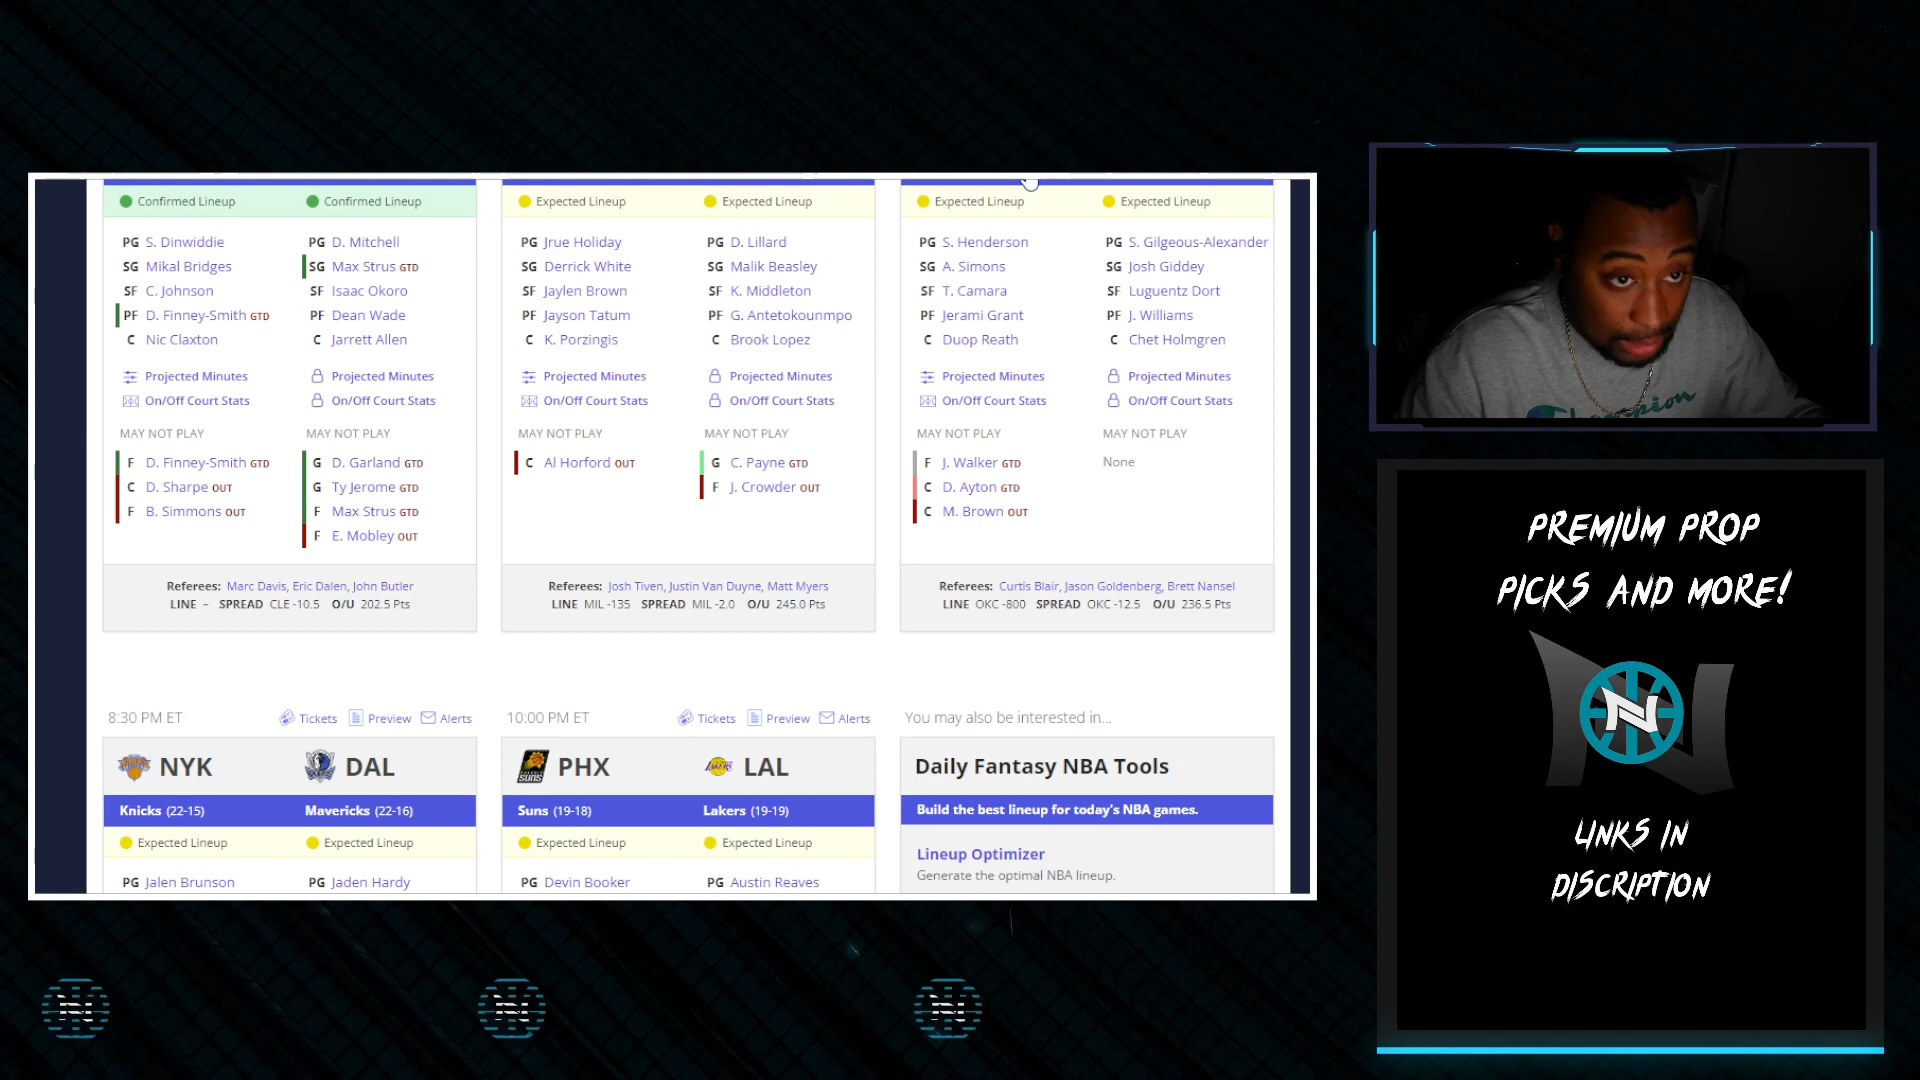 Confirmed Lineup Confirmed Lineup
PG S. Dinwiddie PG D. Mitchell
SG Mikal Bridges SG Max Strus GTD
SF C. Johnson SF Isaac Okoro
PF D. Finney-Smith GTD PF Dean Wade
C Nic Claxton C Jarrett Allen
Projected Minutes Projected Minutes
On/Off Court Stats On/Off Court Stats
MAY NOT PLAY MAY NOT PLAY
F D. Finney-Smith GTD G D. Garland GTD
C D. Sharpe OUT G Ty Jerome GTD
F B. Simmons OUT F Max Strus GTD
F E. Mobley OUT
Referees: Marc Davis, Eric Dalen, John Butler
LINE – SPREAD CLE -10.5 O/U 202.5 Pts
Expected Lineup Expected Lineup
PG Jrue Holiday PG D. Lillard
SG Derrick White SG Malik Beasley
SF Jaylen Brown SF K. Middleton
PF Jayson Tatum PF G. Antetokounmpo
C K. Porzingis C Brook Lopez
Projected Minutes Projected Minutes
On/Off Court Stats On/Off Court Stats
MAY NOT PLAY MAY NOT PLAY
C Al Horford OUT G C. Payne GTD
F J. Crowder OUT
Referees: Josh Tiven, Justin Van Duyne, Matt Myers
LINE MIL -135 SPREAD MIL -2.0 O/U 245.0 Pts
Expected Lineup Expected Lineup
PG S. Henderson PG S. Gilgeous-Alexander
SG A. Simons SG Josh Giddey
SF T. Camara SF Luguentz Dort
PF Jerami Grant PF J. Williams
C Duop Reath C Chet Holmgren
Projected Minutes Projected Minutes
On/Off Court Stats On/Off Court Stats
MAY NOT PLAY MAY NOT PLAY
F J. Walker GTD None
C D. Ayton GTD
C M. Brown OUT
Referees: Curtis Blair, Jason Goldenberg, Brett Nansel
LINE OKC -800 SPREAD OKC -12.5 O/U 236.5 Pts
8:30 PM ET Tickets Preview Alerts
NYK DAL
Knicks (22-15) Mavericks (22-16)
Expected Lineup Expected Lineup
PG Jalen Brunson PG Jaden Hardy
10:00 PM ET Tickets Preview Alerts
PHX LAL
Suns (19-18) Lakers (19-19)
Expected Lineup Expected Lineup
PG Devin Booker PG Austin Reaves
You may also be interested in...
Daily Fantasy NBA Tools
Build the best lineup for today's NBA games.
Lineup Optimizer
Generate the optimal NBA lineup.
Champion
PREMIUM PROP
PICKS AND MORE!
N
LINKS IN
DISCRIPTION